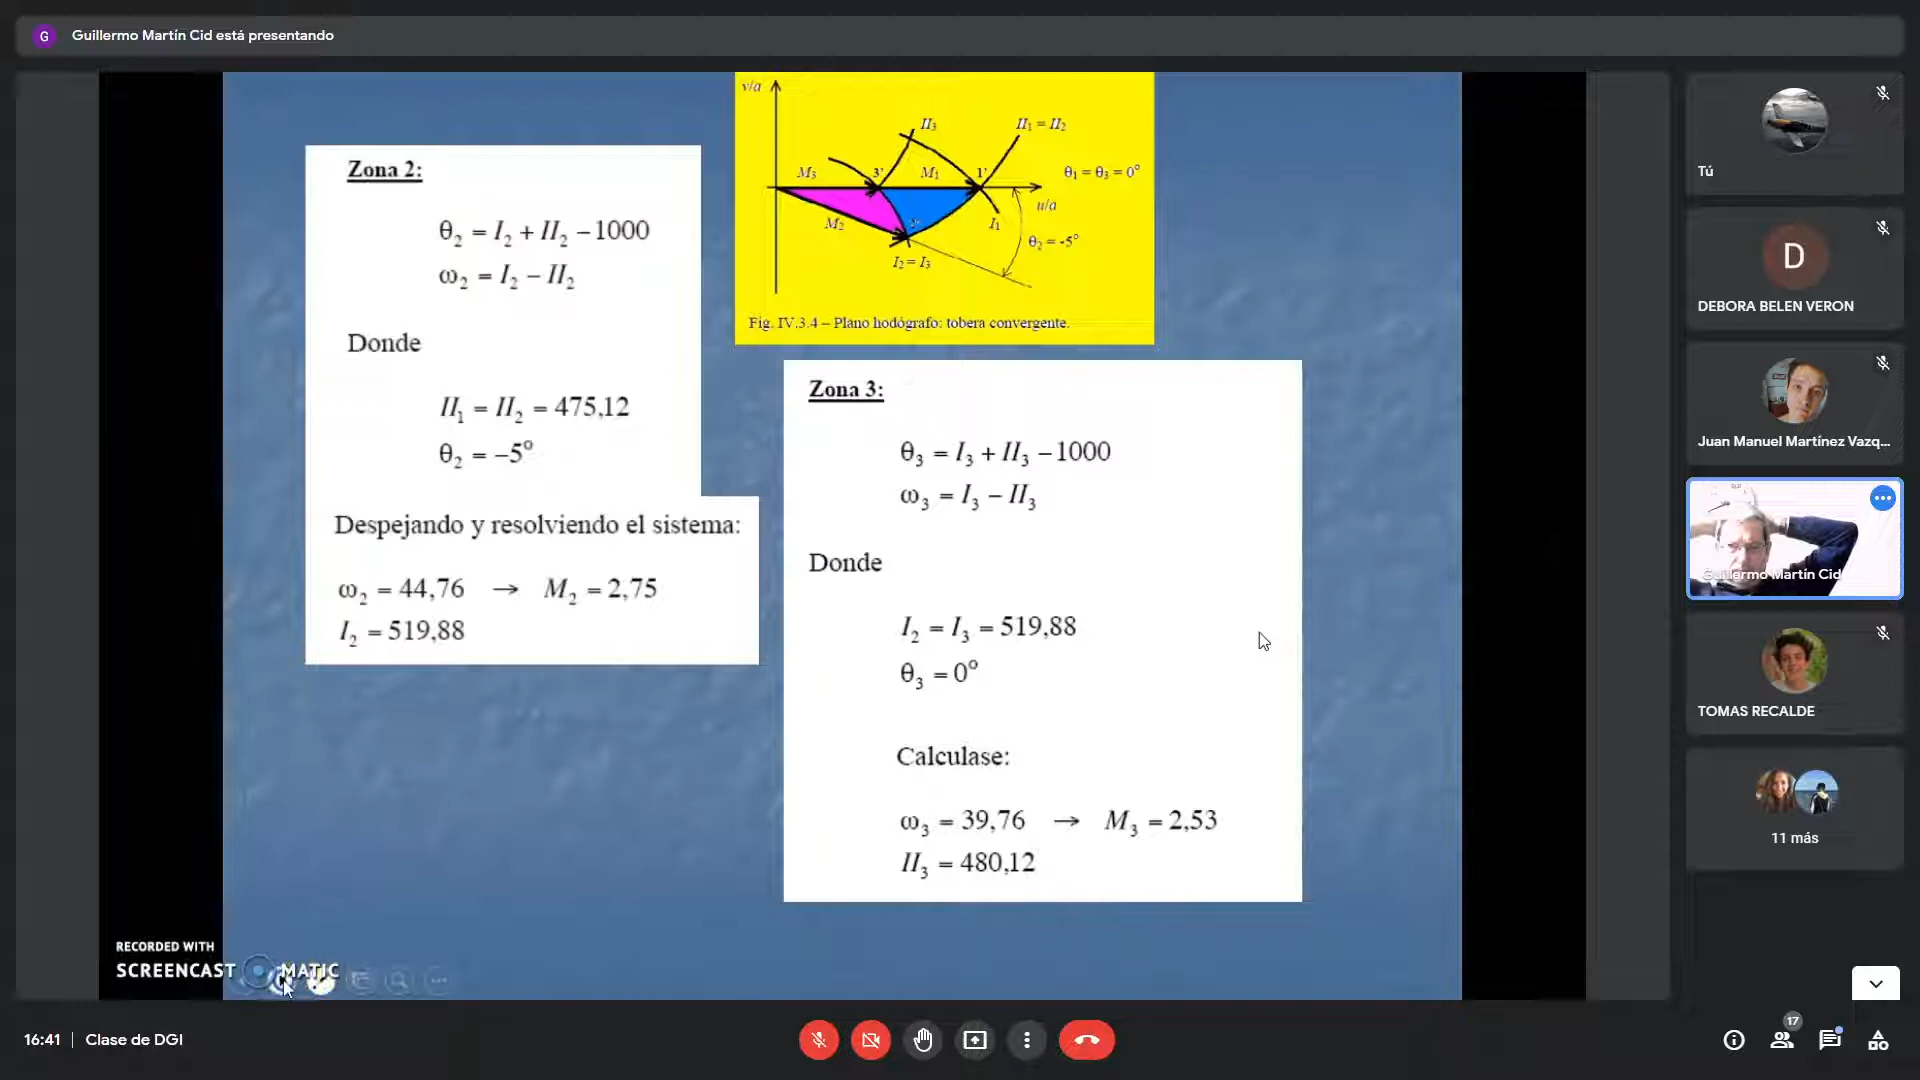 G Guillermo Martín Cid está presentando
v/a
II₃
II₁ = II₂
M₃
3'
M₁
1'
θ₁ = θ₃ = 0°
u/a
M₂
2'
I₁
θ₂ = -5°
I₂ = I₃
Fig. IV.3.4 – Plano hodógrafo: tobera convergente.
Zona 2:
θ₂ = I₂ + II₂ − 1000
ω₂ = I₂ − II₂
Donde
II₁ = II₂ = 475,12
θ₂ = −5°
Despejando y resolviendo el sistema:
ω₂ = 44,76 → M₂ = 2,75
I₂ = 519,88
Zona 3:
θ₃ = I₃ + II₃ − 1000
ω₃ = I₃ − II₃
Donde
I₂ = I₃ = 519,88
θ₃ = 0°
Calculase:
ω₃ = 39,76 → M₃ = 2,53
II₃ = 480,12
RECORDED WITH
SCREENCAST MATIC
Tú
D
DEBORA BELEN VERON
Juan Manuel Martínez Vazq...
Guillermo Martín Cid
TOMAS RECALDE
11 más
16:41 | Clase de DGI
17